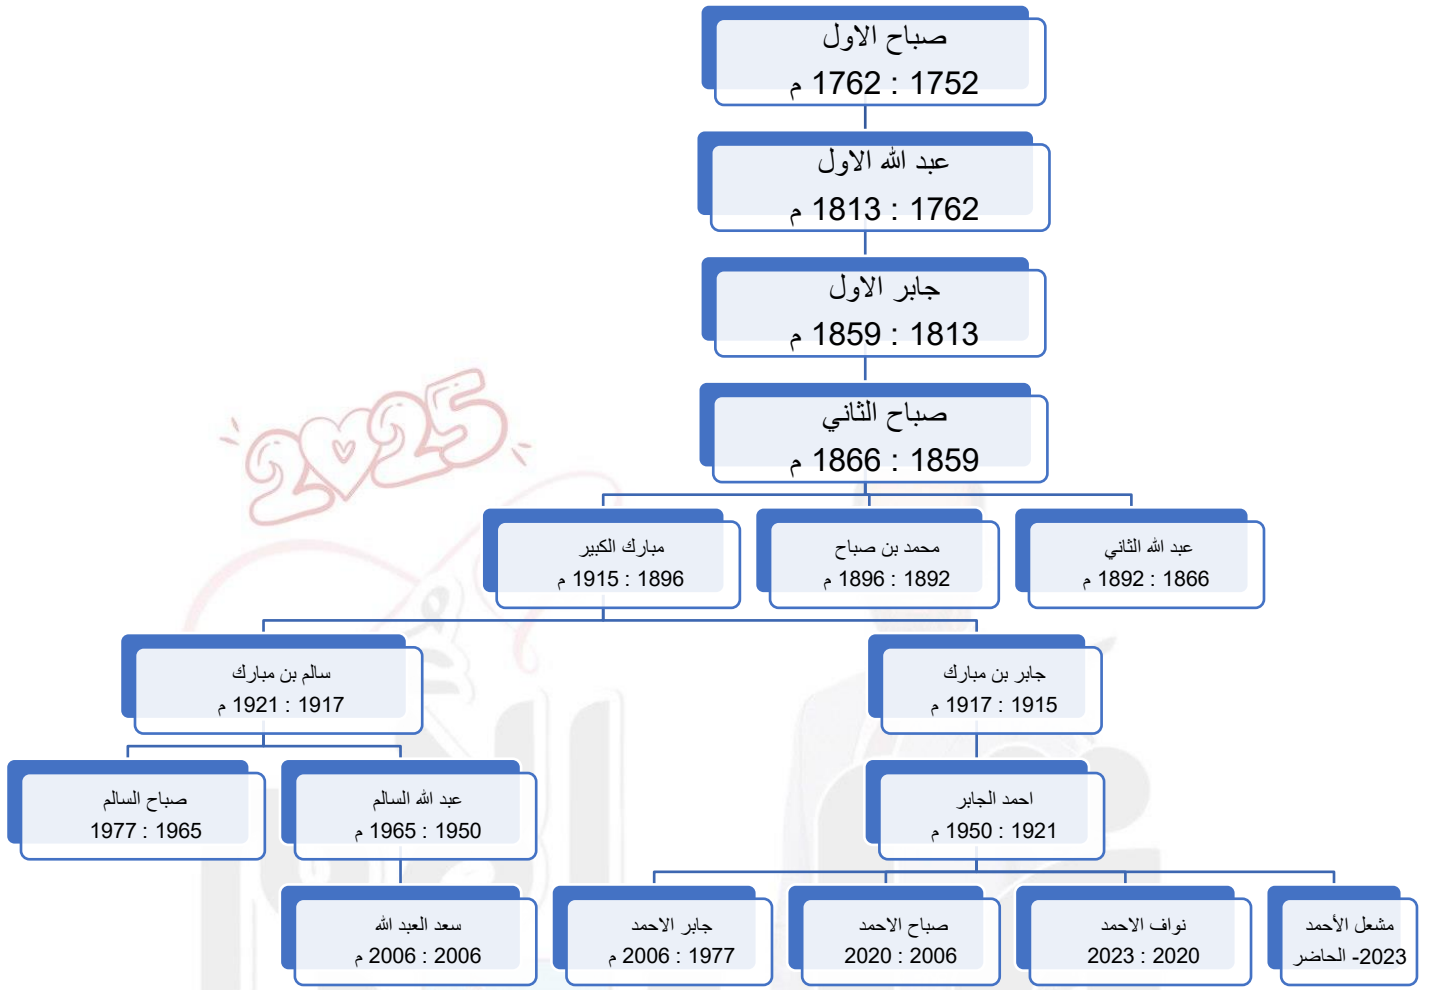 صباح الاول
1752 : 1762 م
عبد الله الاول
1762 : 1813 م
جابر الاول
1813 : 1859 م
صباح الثاني
1859 : 1866 م
2025
عبد الله الثاني
1866 : 1892 م
محمد بن صباح
1892 : 1896 م
مبارك الكبير
1896 : 1915 م
جابر بن مبارك
1915 : 1917 م
سالم بن مبارك
1917 : 1921 م
احمد الجابر
1921 : 1950 م
عبد الله السالم
1950 : 1965 م
صباح السالم
1965 : 1977
مشعل الأحمد
2023- الحاضر
نواف الاحمد
2020 : 2023
صباح الاحمد
2006 : 2020
جابر الاحمد
1977 : 2006 م
سعد العبد الله
2006 : 2006 م